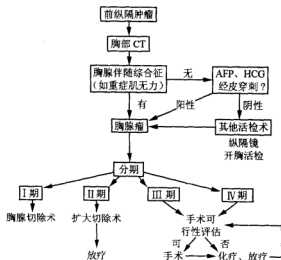 前纵隔肿瘤
胸部CT
胸腺伴随综合征
(如重症肌无力)
无
AFP、HCG
经皮穿刺?
有
阳性
阴性
胸腺瘤
其他活检术
纵隔镜
开胸活检
分期
Ⅰ期
Ⅱ期
Ⅲ期
Ⅳ期
胸腺切除术
扩大切除术
手术可
行性评估
可
否
放疗
手术
化疗、放疗